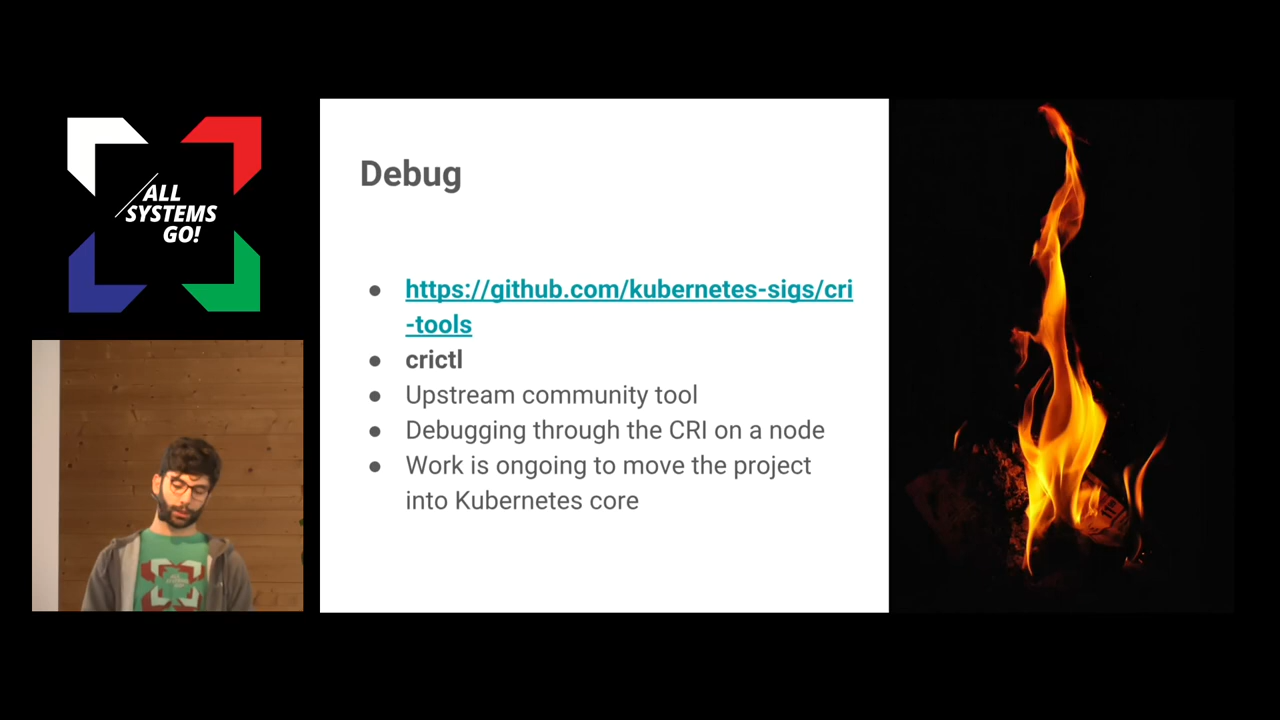 ALL
SYSTEMS
GO!
Debug
● https://github.com/kubernetes-sigs/cri
-tools
● crictl
● Upstream community tool
● Debugging through the CRI on a node
● Work is ongoing to move the project
into Kubernetes core